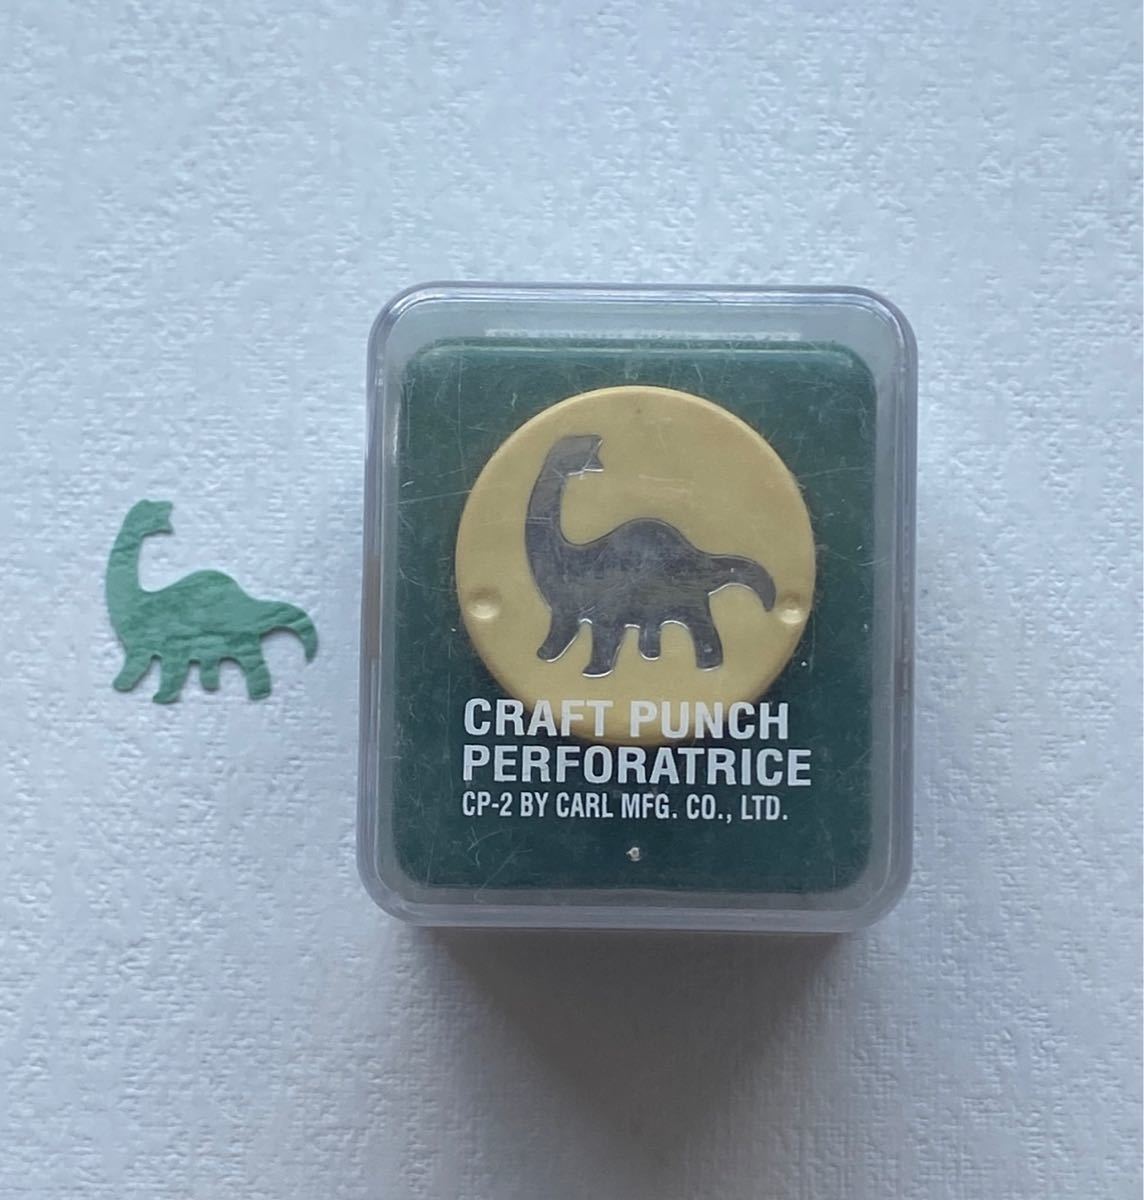 CRAFT PUNCH
PERFORATRICE
CP-2 BY CARL MFG. CO., LTD.